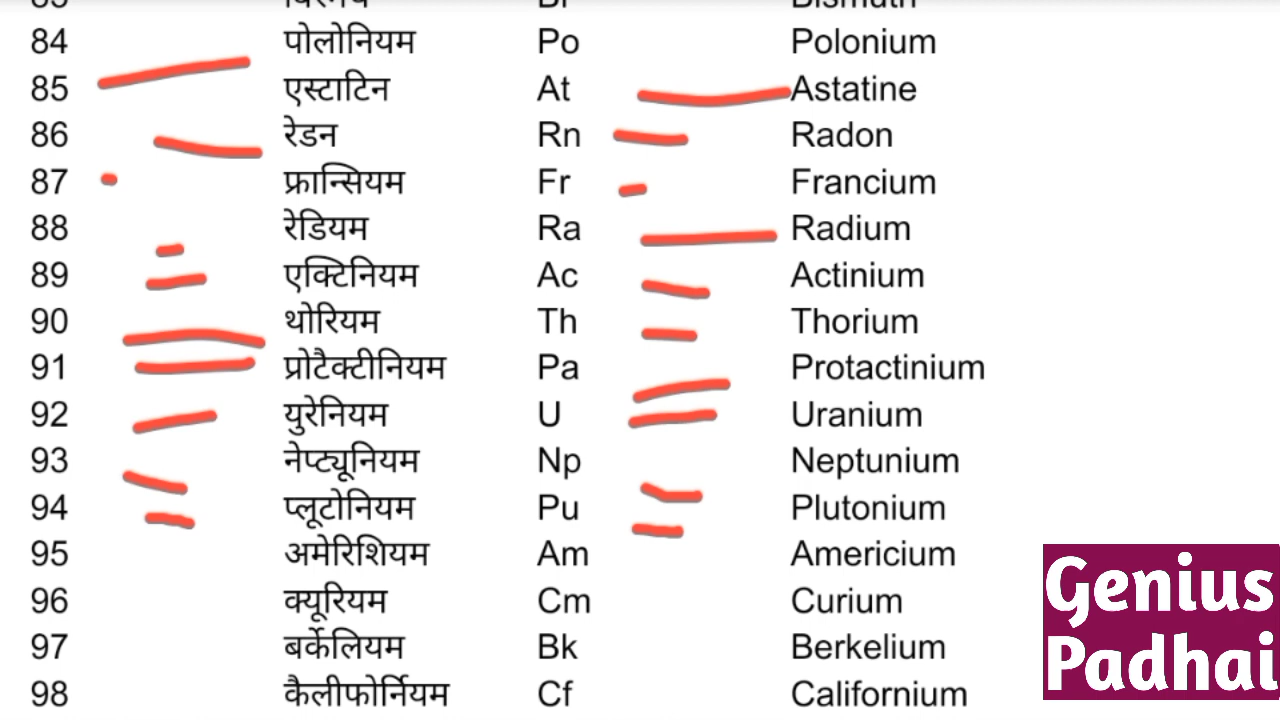 84 पोलोनियम Po Polonium
85 एस्टाटिन At Astatine
86 रेडन Rn Radon
87 फ्रान्सियम Fr Francium
88 रेडियम Ra Radium
89 एक्टिनियम Ac Actinium
90 थोरियम Th Thorium
91 प्रोटैक्टीनियम Pa Protactinium
92 युरेनियम U Uranium
93 नेप्ट्यूनियम Np Neptunium
94 प्लूटोनियम Pu Plutonium
95 अमेरिशियम Am Americium
96 क्यूरियम Cm Curium
97 बर्केलियम Bk Berkelium
98 कैलीफोर्नियम Cf Californium
Genius
Padhai